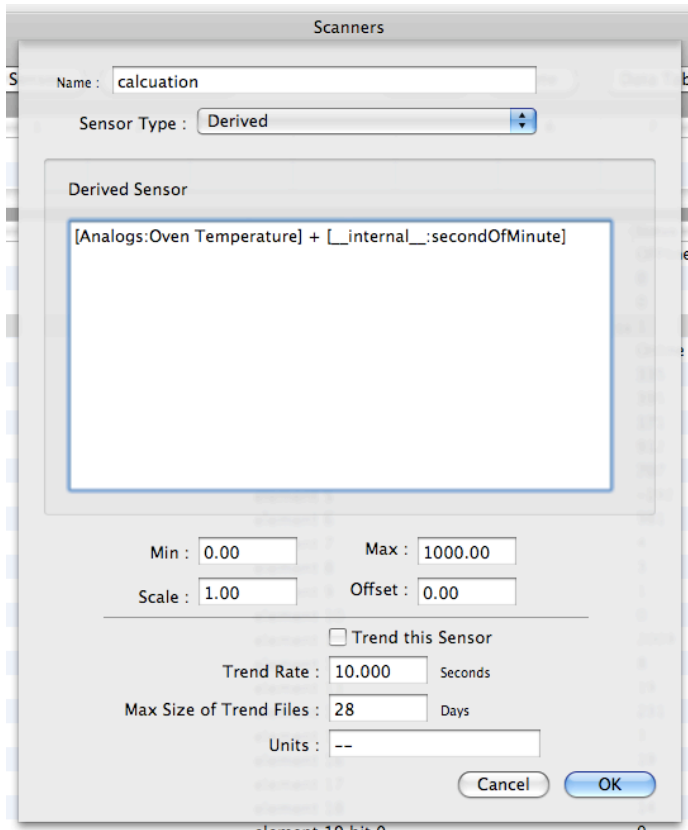 Scanners
Name : calcuation
Sensor Type : Derived
Derived Sensor
[Analogs:Oven Temperature] + [__internal__:secondOfMinute]
Min : 0.00 Max : 1000.00
Scale : 1.00 Offset : 0.00
Trend this Sensor
Trend Rate : 10.000 Seconds
Max Size of Trend Files : 28 Days
Units : --
Cancel OK